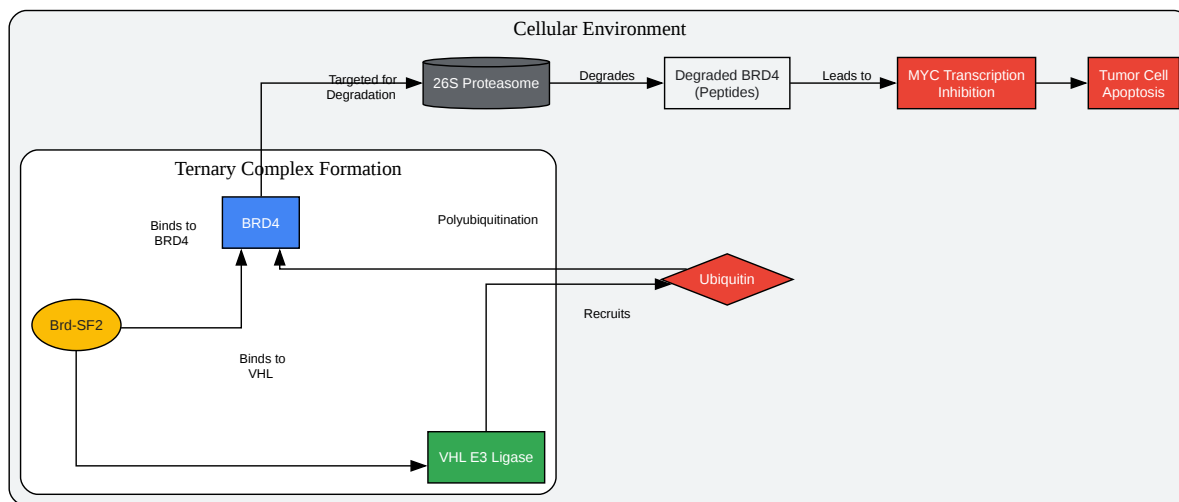 Cellular Environment
Targeted for
Degradation
26S Proteasome
Degrades
Degraded BRD4
(Peptides)
Leads to
MYC Transcription
Inhibition
Tumor Cell
Apoptosis
Ternary Complex Formation
Binds to
BRD4
BRD4
Polyubiquitination
Ubiquitin
Recruits
Brd-SF2
Binds to
VHL
VHL E3 Ligase